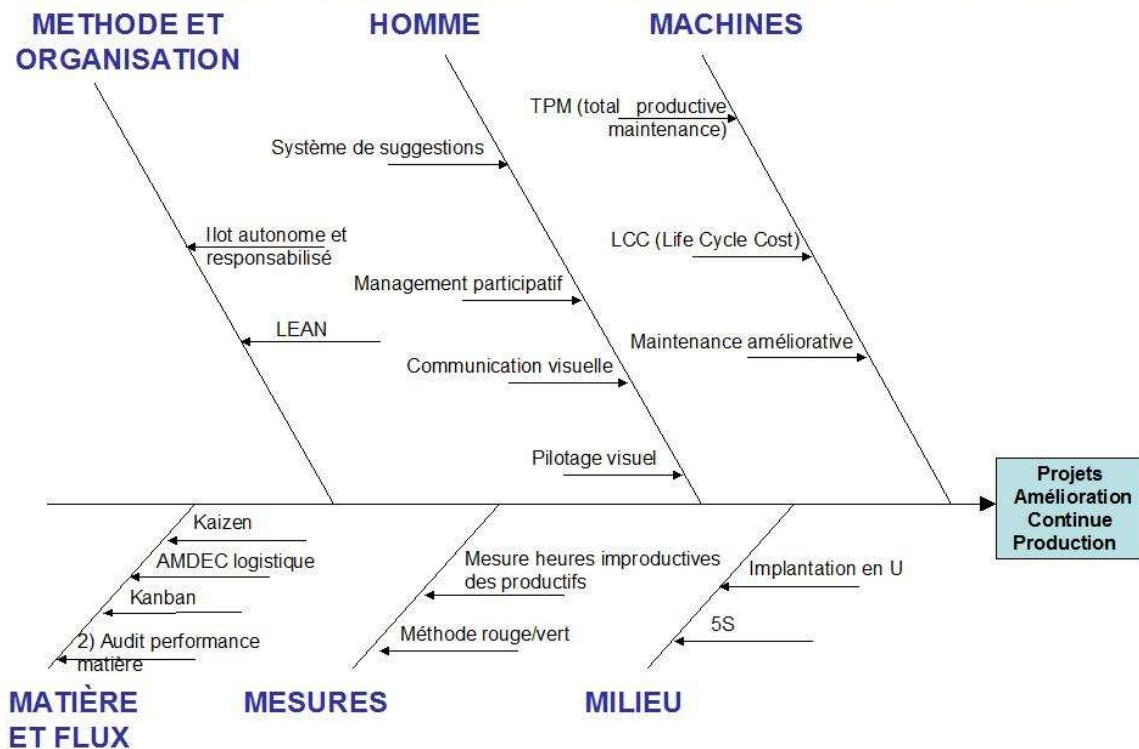 METHODE ET
ORGANISATION
HOMME
MACHINES
TPM (total productive
maintenance)
Système de suggestions
Ilot autonome et
responsabilisé
LCC (Life Cycle Cost)
Management participatif
LEAN
Maintenance améliorative
Communication visuelle
Pilotage visuel
Projets
Amélioration
Continue
Production
Kaizen
AMDEC logistique
Kanban
2) Audit performance
matière
Mesure heures improductives
des productifs
Méthode rouge/vert
Implantation en U
5S
MATIÈRE
ET FLUX
MESURES
MILIEU